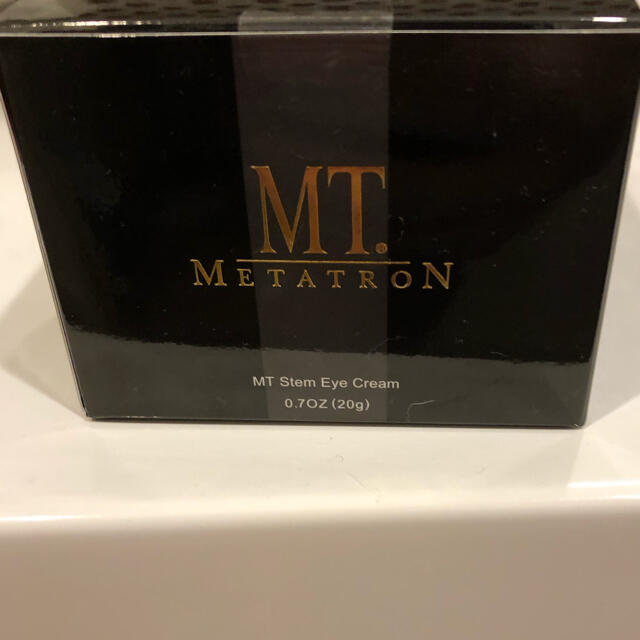 MT.®
METATRON
MT Stem Eye Cream
0.7OZ (20g)